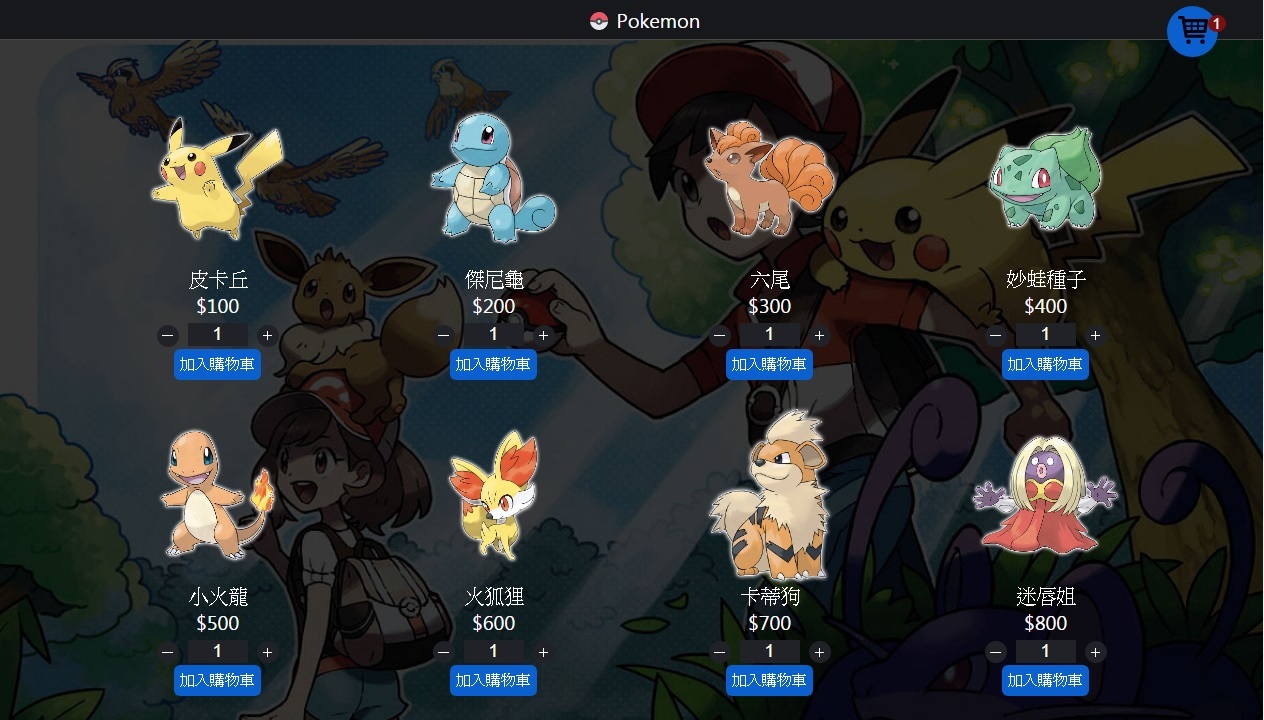 Pokemon
1
皮卡丘 傑尼龜 六尾 妙蛙種子
$100 $200 $300 $400
− 1 + − 1 + − 1 + − 1 +
加入購物車 加入購物車 加入購物車 加入購物車
小火龍 火狐狸 卡蒂狗 迷唇姐
$500 $600 $700 $800
− 1 + − 1 + − 1 + − 1 +
加入購物車 加入購物車 加入購物車 加入購物車